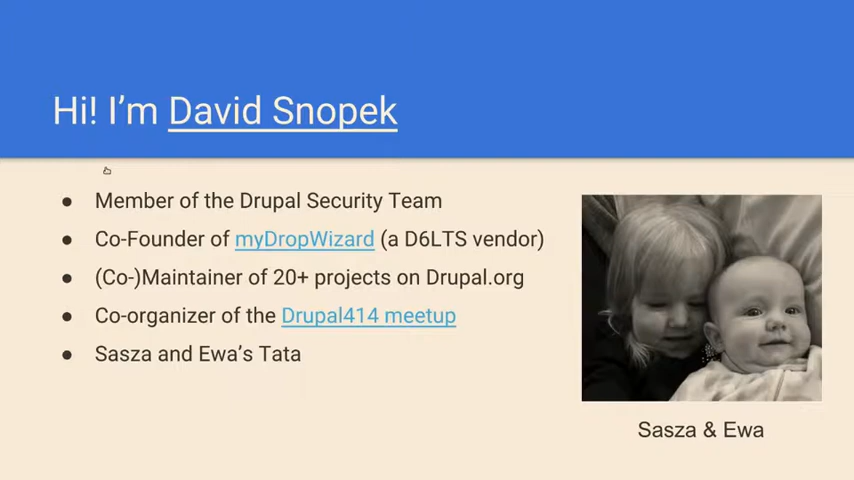 Hi! I’m David Snopek
Member of the Drupal Security Team
Co-Founder of myDropWizard (a D6LTS vendor)
(Co-)Maintainer of 20+ projects on Drupal.org
Co-organizer of the Drupal414 meetup
Sasza and Ewa’s Tata
Sasza & Ewa